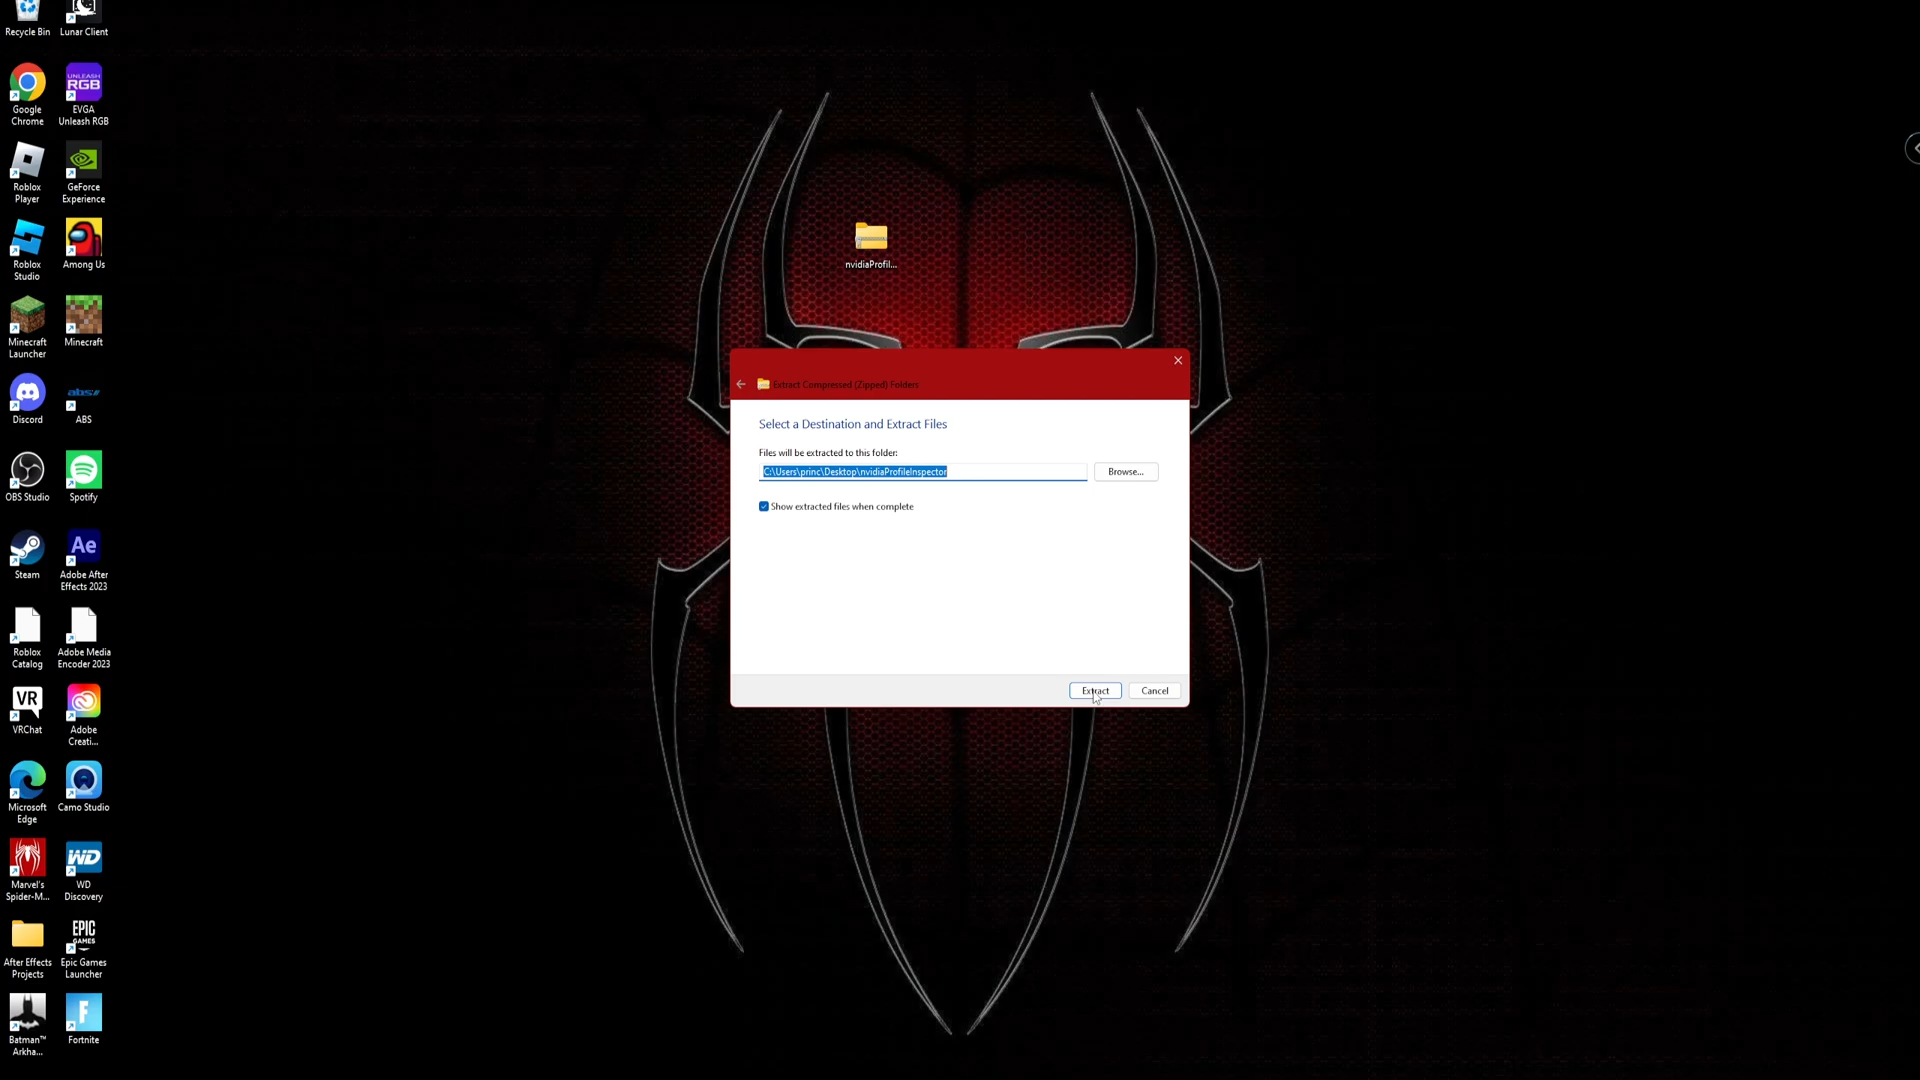 Recycle Bin
Lunar Client
Google
Chrome
UNLEASH
RGB
EVGA
Unleash RGB
Roblox
Player
GeForce
Experience
Roblox
Studio
Among Us
Minecraft
Launcher
Minecraft
Discord
abs
ABS
OBS Studio
Spotify
Steam
Ae
Adobe After
Effects 2023
Roblox
Catalog
Adobe Media
Encoder 2023
VR
VRChat
Adobe
Creati...
Microsoft
Edge
Camo Studio
Marvel's
Spider-M...
WD
WD
Discovery
After Effects
Projects
EPIC
GAMES
Epic Games
Launcher
Batman™
Arkha...
F
Fortnite
nvidiaProfil...
Extract Compressed (Zipped) Folders
Select a Destination and Extract Files
Files will be extracted to this folder:
C:\Users\princ\Desktop\nvidiaProfileInspector
Browse...
Show extracted files when complete
Extract
Cancel